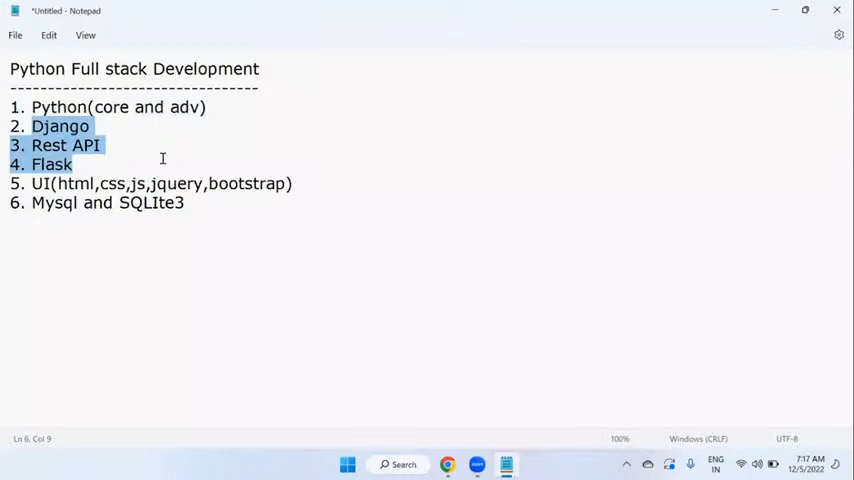 *Untitled - Notepad
File Edit View
Python Full stack Development
---------------------------------
1. Python(core and adv)
2. Django
3. Rest API
4. Flask
5. UI(html,css,js,jquery,bootstrap)
6. Mysql and SQLIte3
Ln 6, Col 9 100% Windows (CRLF) UTF-8
Search zoom ENG IN 7:17 AM 12/5/2022